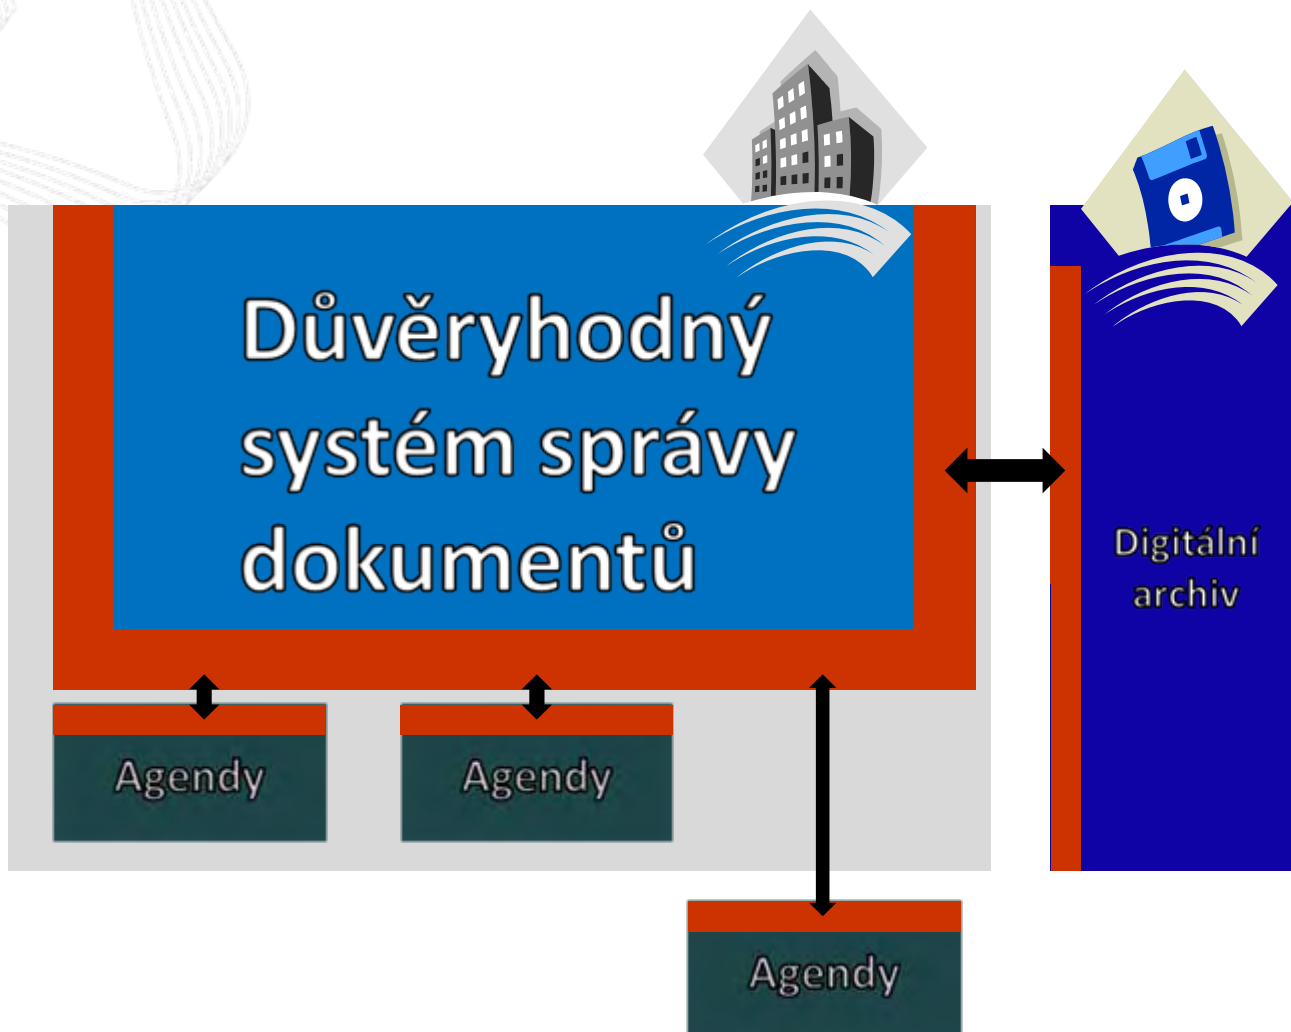 Důvěryhodný
systém správy
dokumentů
Digitální
archiv
Agendy
Agendy
Agendy